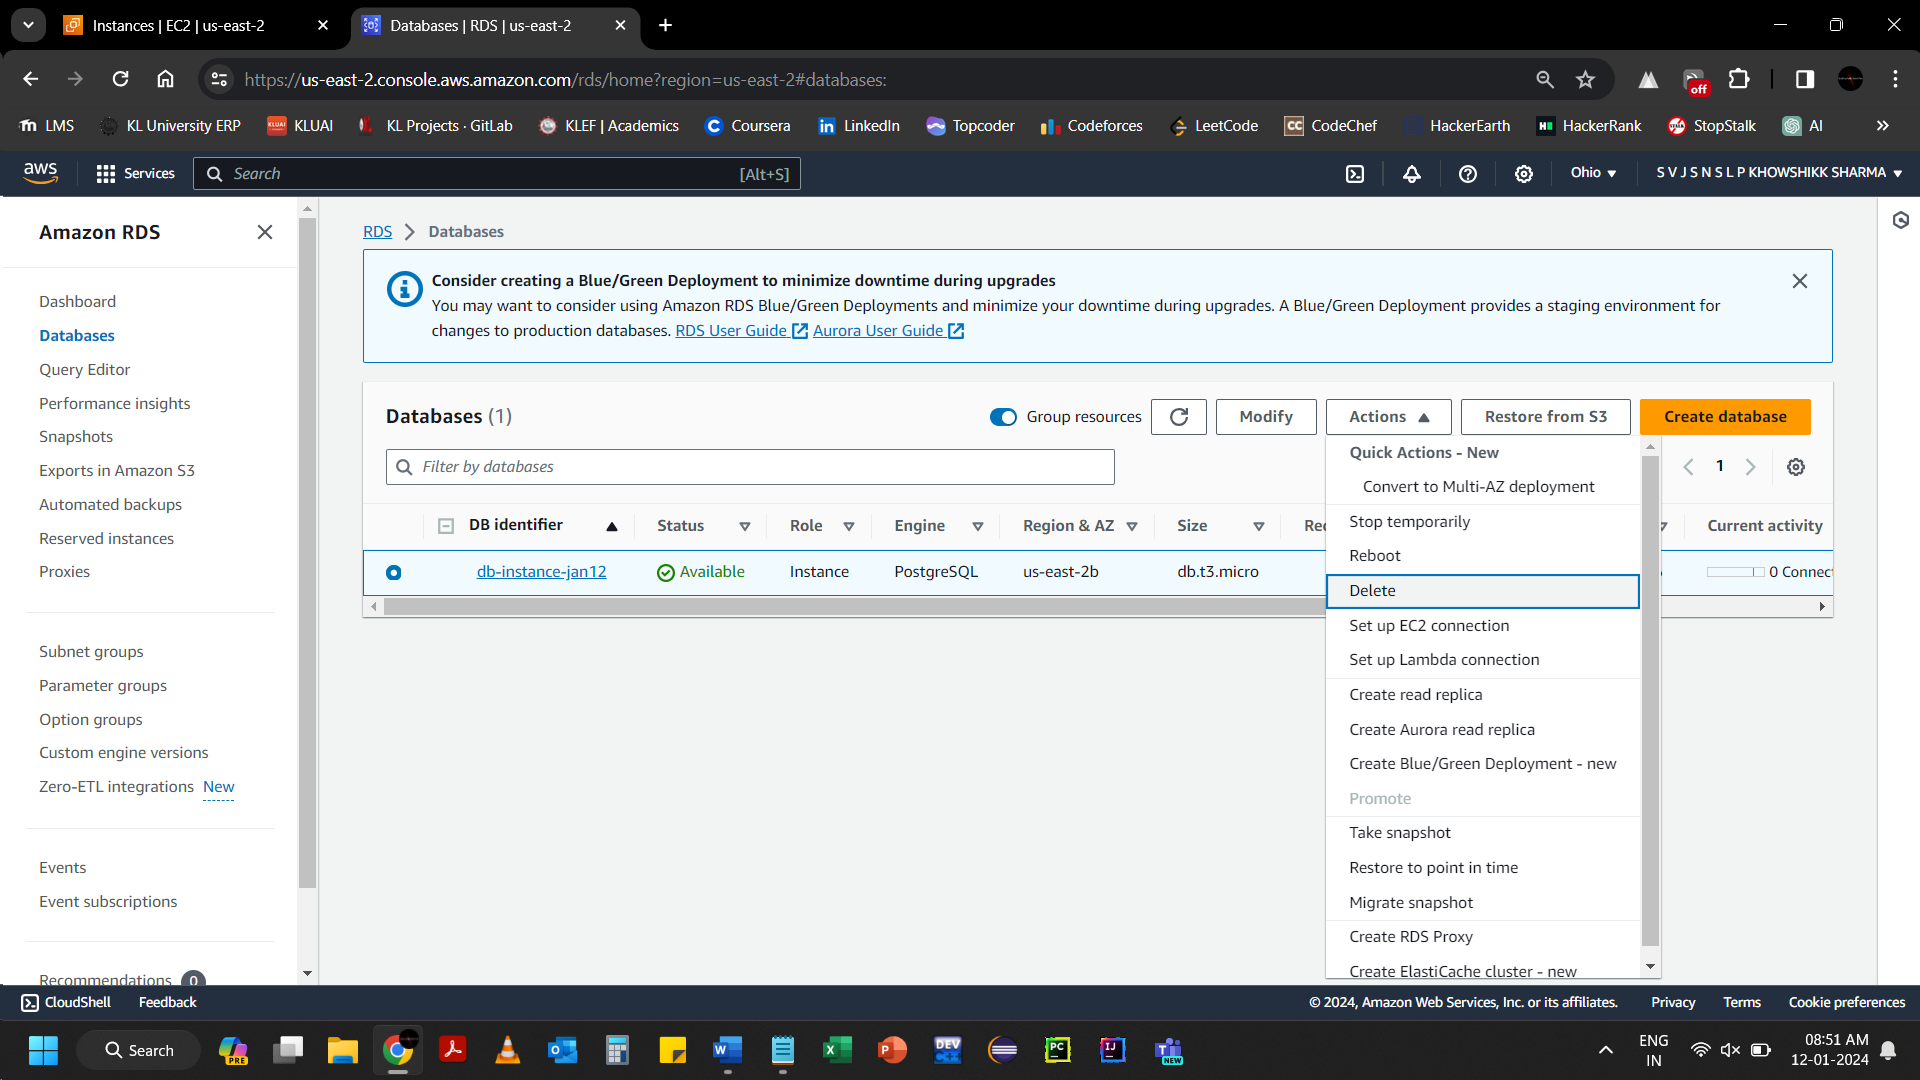 Instances | EC2 | us-east-2
Databases | RDS | us-east-2
https://us-east-2.console.aws.amazon.com/rds/home?region=us-east-2#databases:
off
LMS
KL University ERP
KLUAI
KL Projects · GitLab
KLEF | Academics
Coursera
LinkedIn
Topcoder
Codeforces
LeetCode
CodeChef
HackerEarth
HackerRank
StopStalk
AI
aws
Services
Search
[Alt+S]
Ohio
S V J S N S L P KHOWSHIKK SHARMA
Amazon RDS
Dashboard
Databases
Query Editor
Performance insights
Snapshots
Exports in Amazon S3
Automated backups
Reserved instances
Proxies
Subnet groups
Parameter groups
Option groups
Custom engine versions
Zero-ETL integrations New
Events
Event subscriptions
Recommendations 0
RDS
Databases
Consider creating a Blue/Green Deployment to minimize downtime during upgrades
You may want to consider using Amazon RDS Blue/Green Deployments and minimize your downtime during upgrades. A Blue/Green Deployment provides a staging environment for
changes to production databases. RDS User Guide Aurora User Guide
Databases (1)
Group resources
Modify
Actions
Restore from S3
Create database
Filter by databases
1
DB identifier
Status
Role
Engine
Region & AZ
Size
Rec
Current activity
db-instance-jan12
Available
Instance
PostgreSQL
us-east-2b
db.t3.micro
0 Connect
Quick Actions - New
Convert to Multi-AZ deployment
Stop temporarily
Reboot
Delete
Set up EC2 connection
Set up Lambda connection
Create read replica
Create Aurora read replica
Create Blue/Green Deployment - new
Promote
Take snapshot
Restore to point in time
Migrate snapshot
Create RDS Proxy
Create ElastiCache cluster - new
CloudShell
Feedback
© 2024, Amazon Web Services, Inc. or its affiliates.
Privacy
Terms
Cookie preferences
Search
PRE
DEV
PC
IJ
NEW
ENG
IN
08:51 AM
12-01-2024